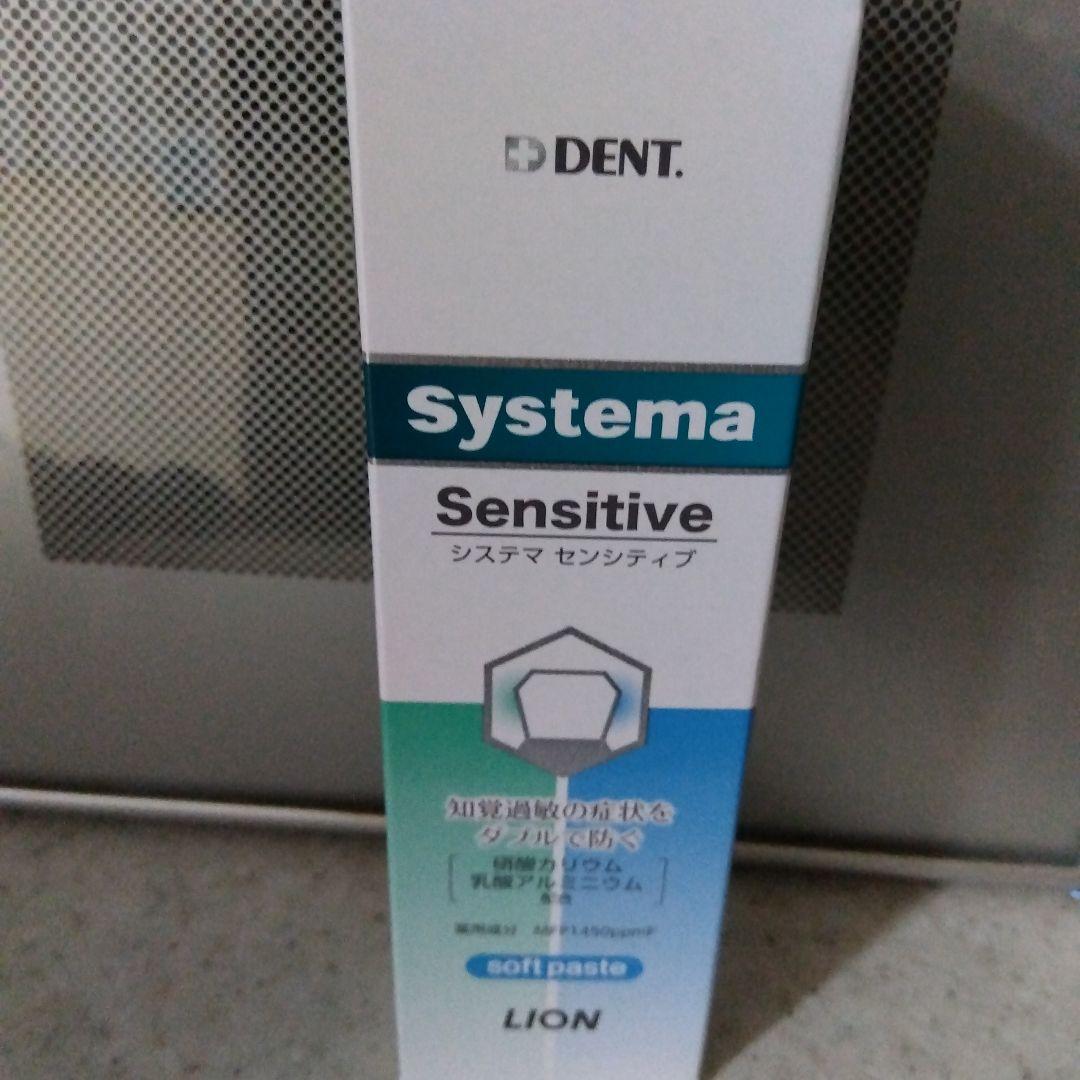 DENT.
Systema
Sensitive
システマ センシティブ
知覚過敏の症状を
ダブルで防ぐ
硝酸カリウム
乳酸アルミニウム
配合
薬用成分 MFP1450ppmF
soft paste
LION